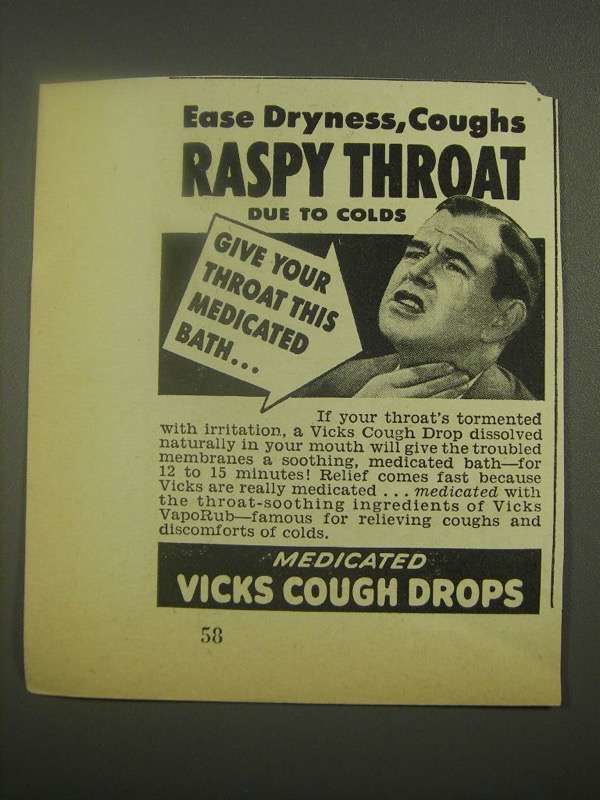 Ease Dryness, Coughs
RASPY THROAT
DUE TO COLDS
GIVE YOUR
THROAT THIS
MEDICATED
BATH...
If your throat's tormented
with irritation, a Vicks Cough Drop dissolved
naturally in your mouth will give the troubled
membranes a soothing, medicated bath—for
12 to 15 minutes! Relief comes fast because
Vicks are really medicated . . . medicated with
the throat-soothing ingredients of Vicks
VapoRub—famous for relieving coughs and
discomforts of colds.
MEDICATED
VICKS COUGH DROPS
58